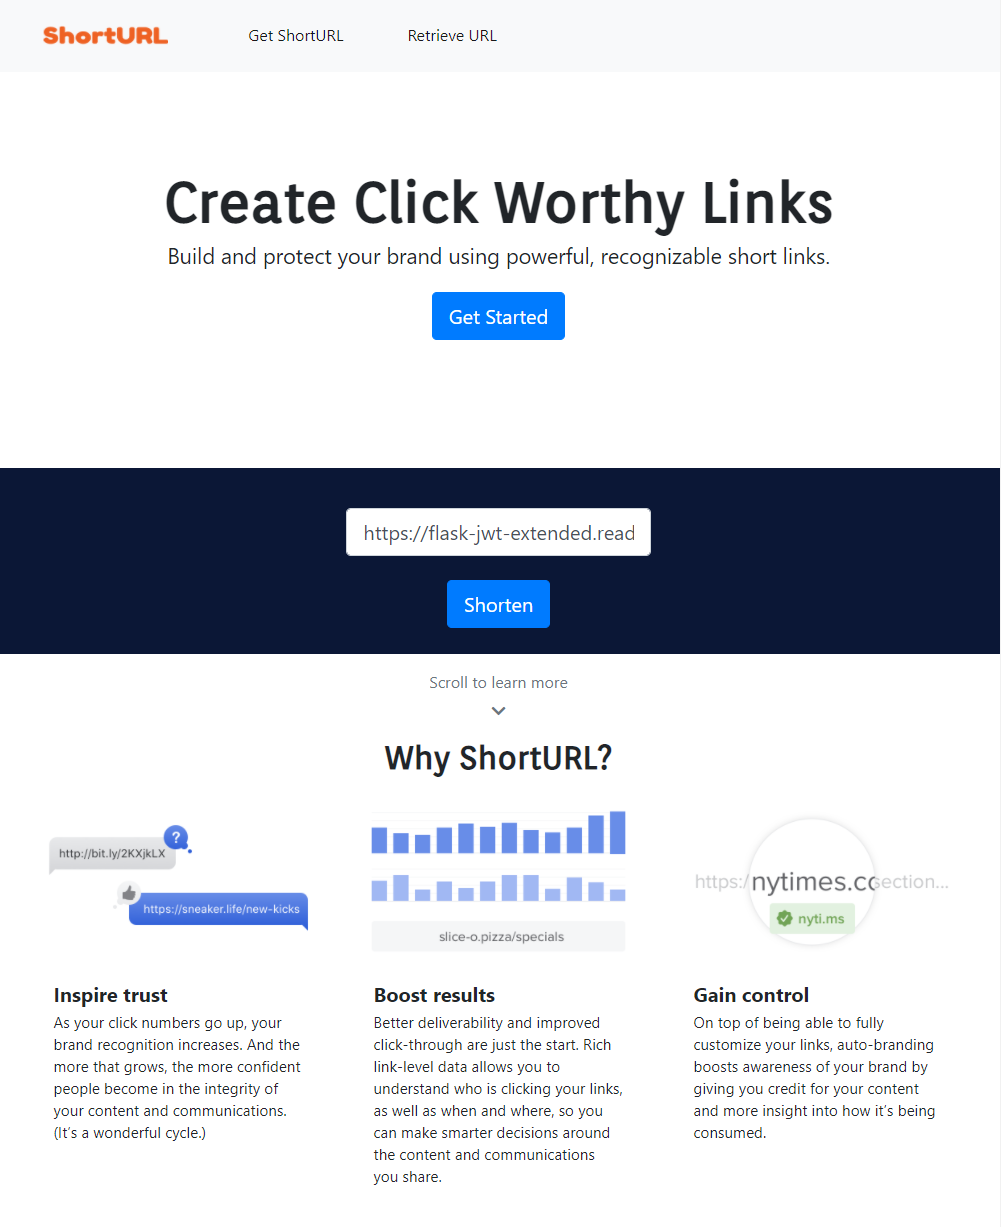 ShortURL
Get ShortURL
Retrieve URL
Create Click Worthy Links
Build and protect your brand using powerful, recognizable short links.
Get Started
https://flask-jwt-extended.read
Shorten
Scroll to learn more
Why ShortURL?
http://bit.ly/2KXjkLX
?
https://sneaker.life/new-kicks
slice-o.pizza/specials
https:/nytimes.cosection...
nyti.ms
Inspire trust
As your click numbers go up, your
brand recognition increases. And the
more that grows, the more confident
people become in the integrity of
your content and communications.
(It's a wonderful cycle.)
Boost results
Better deliverability and improved
click-through are just the start. Rich
link-level data allows you to
understand who is clicking your links,
as well as when and where, so you
can make smarter decisions around
the content and communications
you share.
Gain control
On top of being able to fully
customize your links, auto-branding
boosts awareness of your brand by
giving you credit for your content
and more insight into how it’s being
consumed.